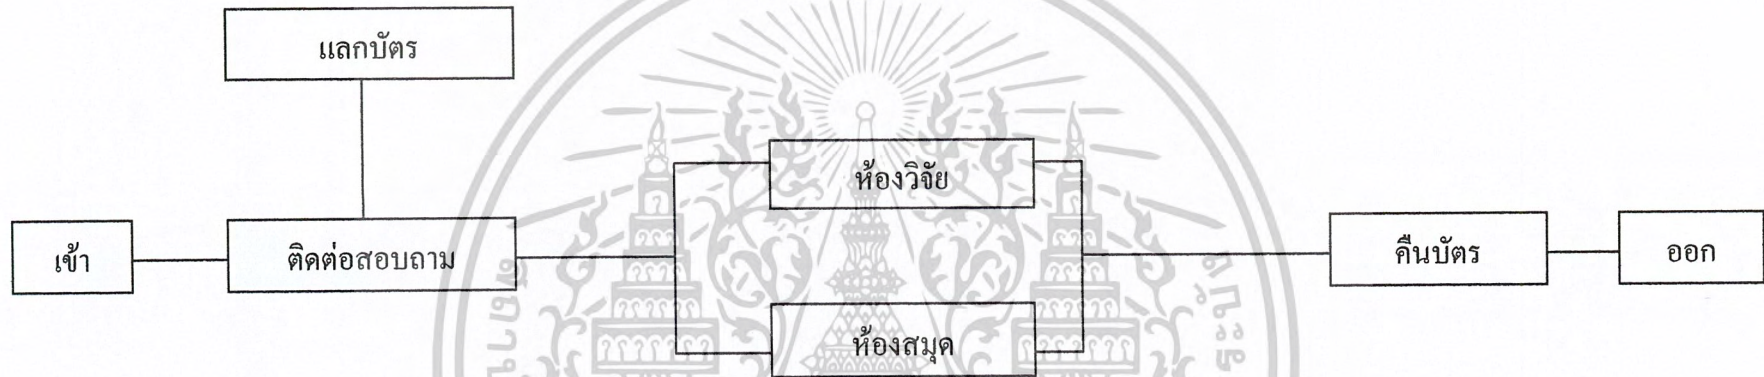 แลกบัตร
ห้องวิจัย
เข้า
ติดต่อสอบถาม
คืนบัตร
ออก
ห้องสมุด